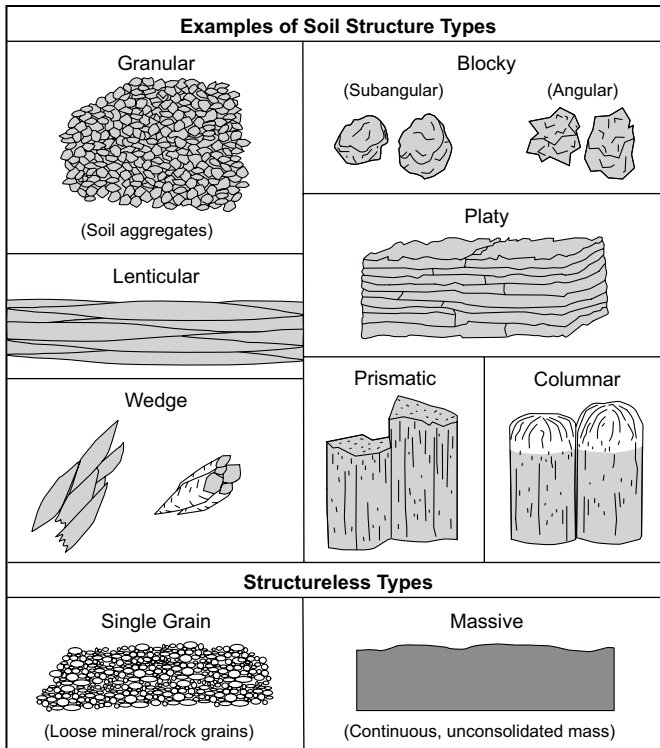 Examples of Soil Structure Types
Granular
(Soil aggregates)
Blocky
(Subangular)
(Angular)
Platy
Lenticular
Wedge
Prismatic
Columnar
Structureless Types
Single Grain
(Loose mineral/rock grains)
Massive
(Continuous, unconsolidated mass)